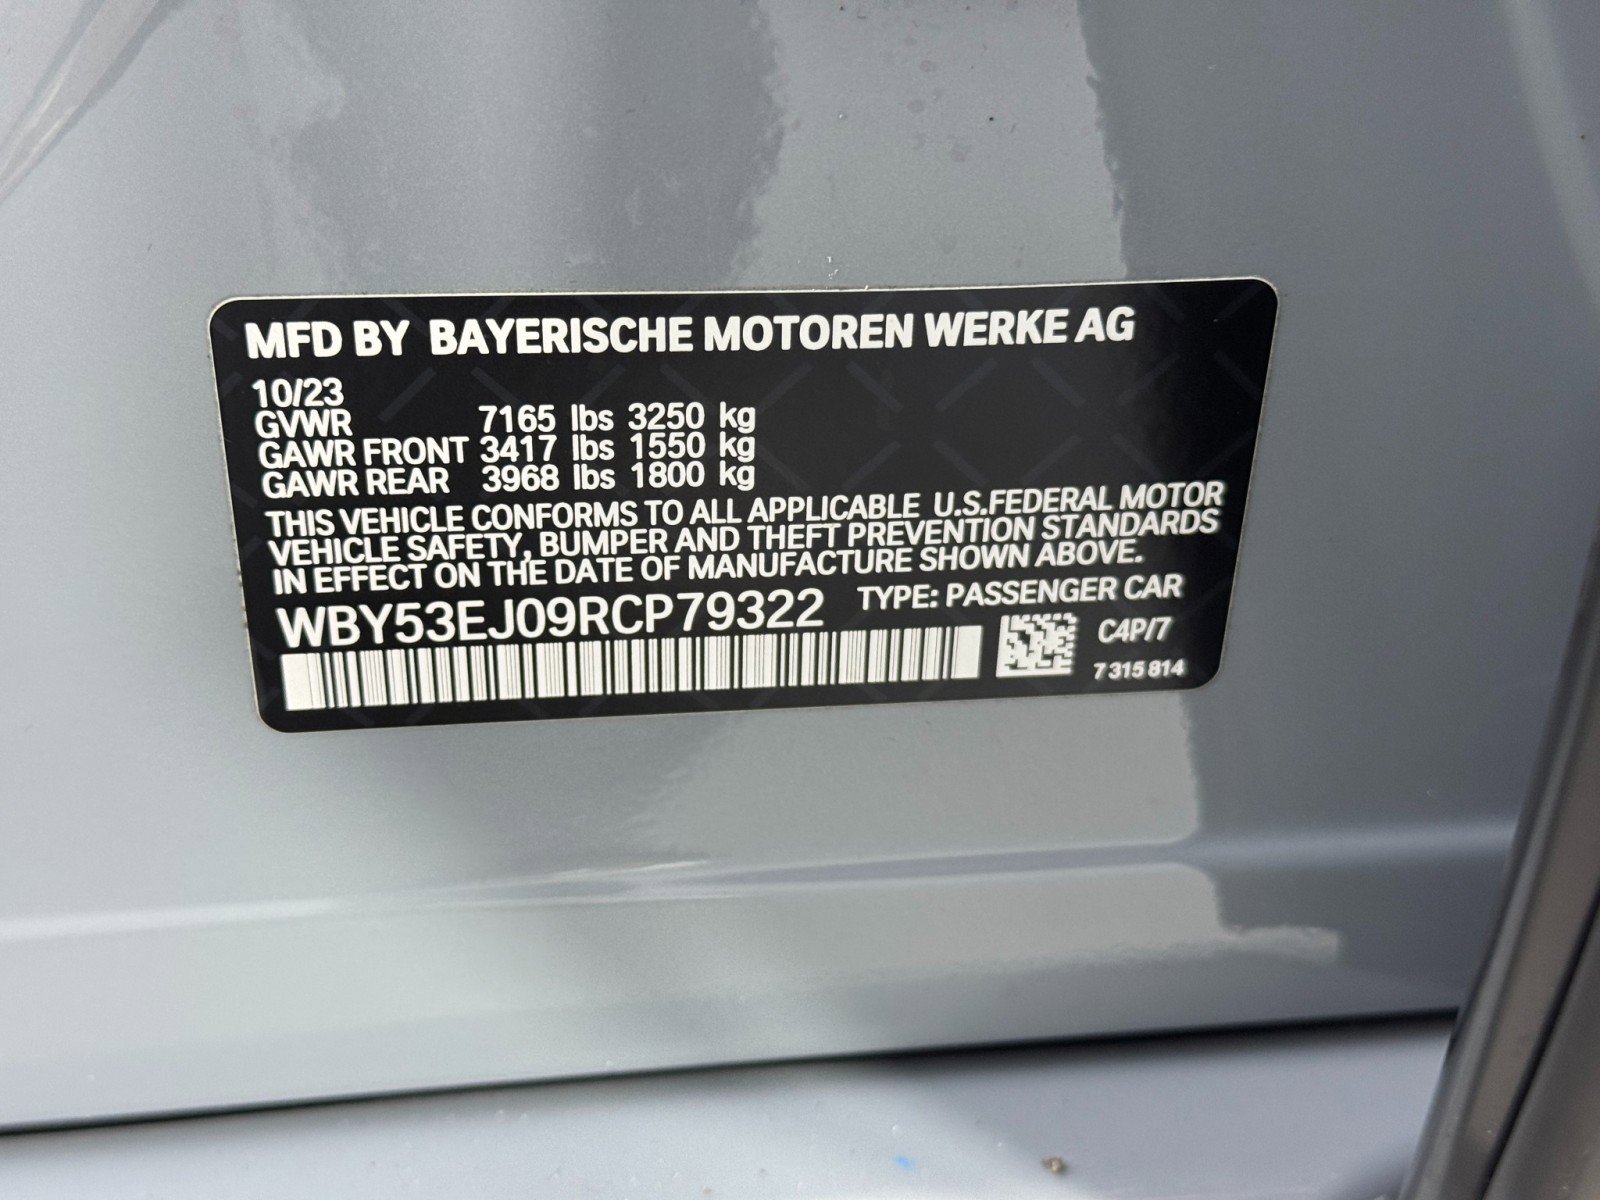 MFD BY BAYERISCHE MOTOREN WERKE AG
10/23
GVWR 7165 lbs 3250 kg
GAWR FRONT 3417 lbs 1550 kg
GAWR REAR 3968 lbs 1800 kg
THIS VEHICLE CONFORMS TO ALL APPLICABLE U.S.FEDERAL MOTOR
VEHICLE SAFETY, BUMPER AND THEFT PREVENTION STANDARDS
IN EFFECT ON THE DATE OF MANUFACTURE SHOWN ABOVE.
WBY53EJ09RCP79322 TYPE: PASSENGER CAR
C4P/7
7 315 814